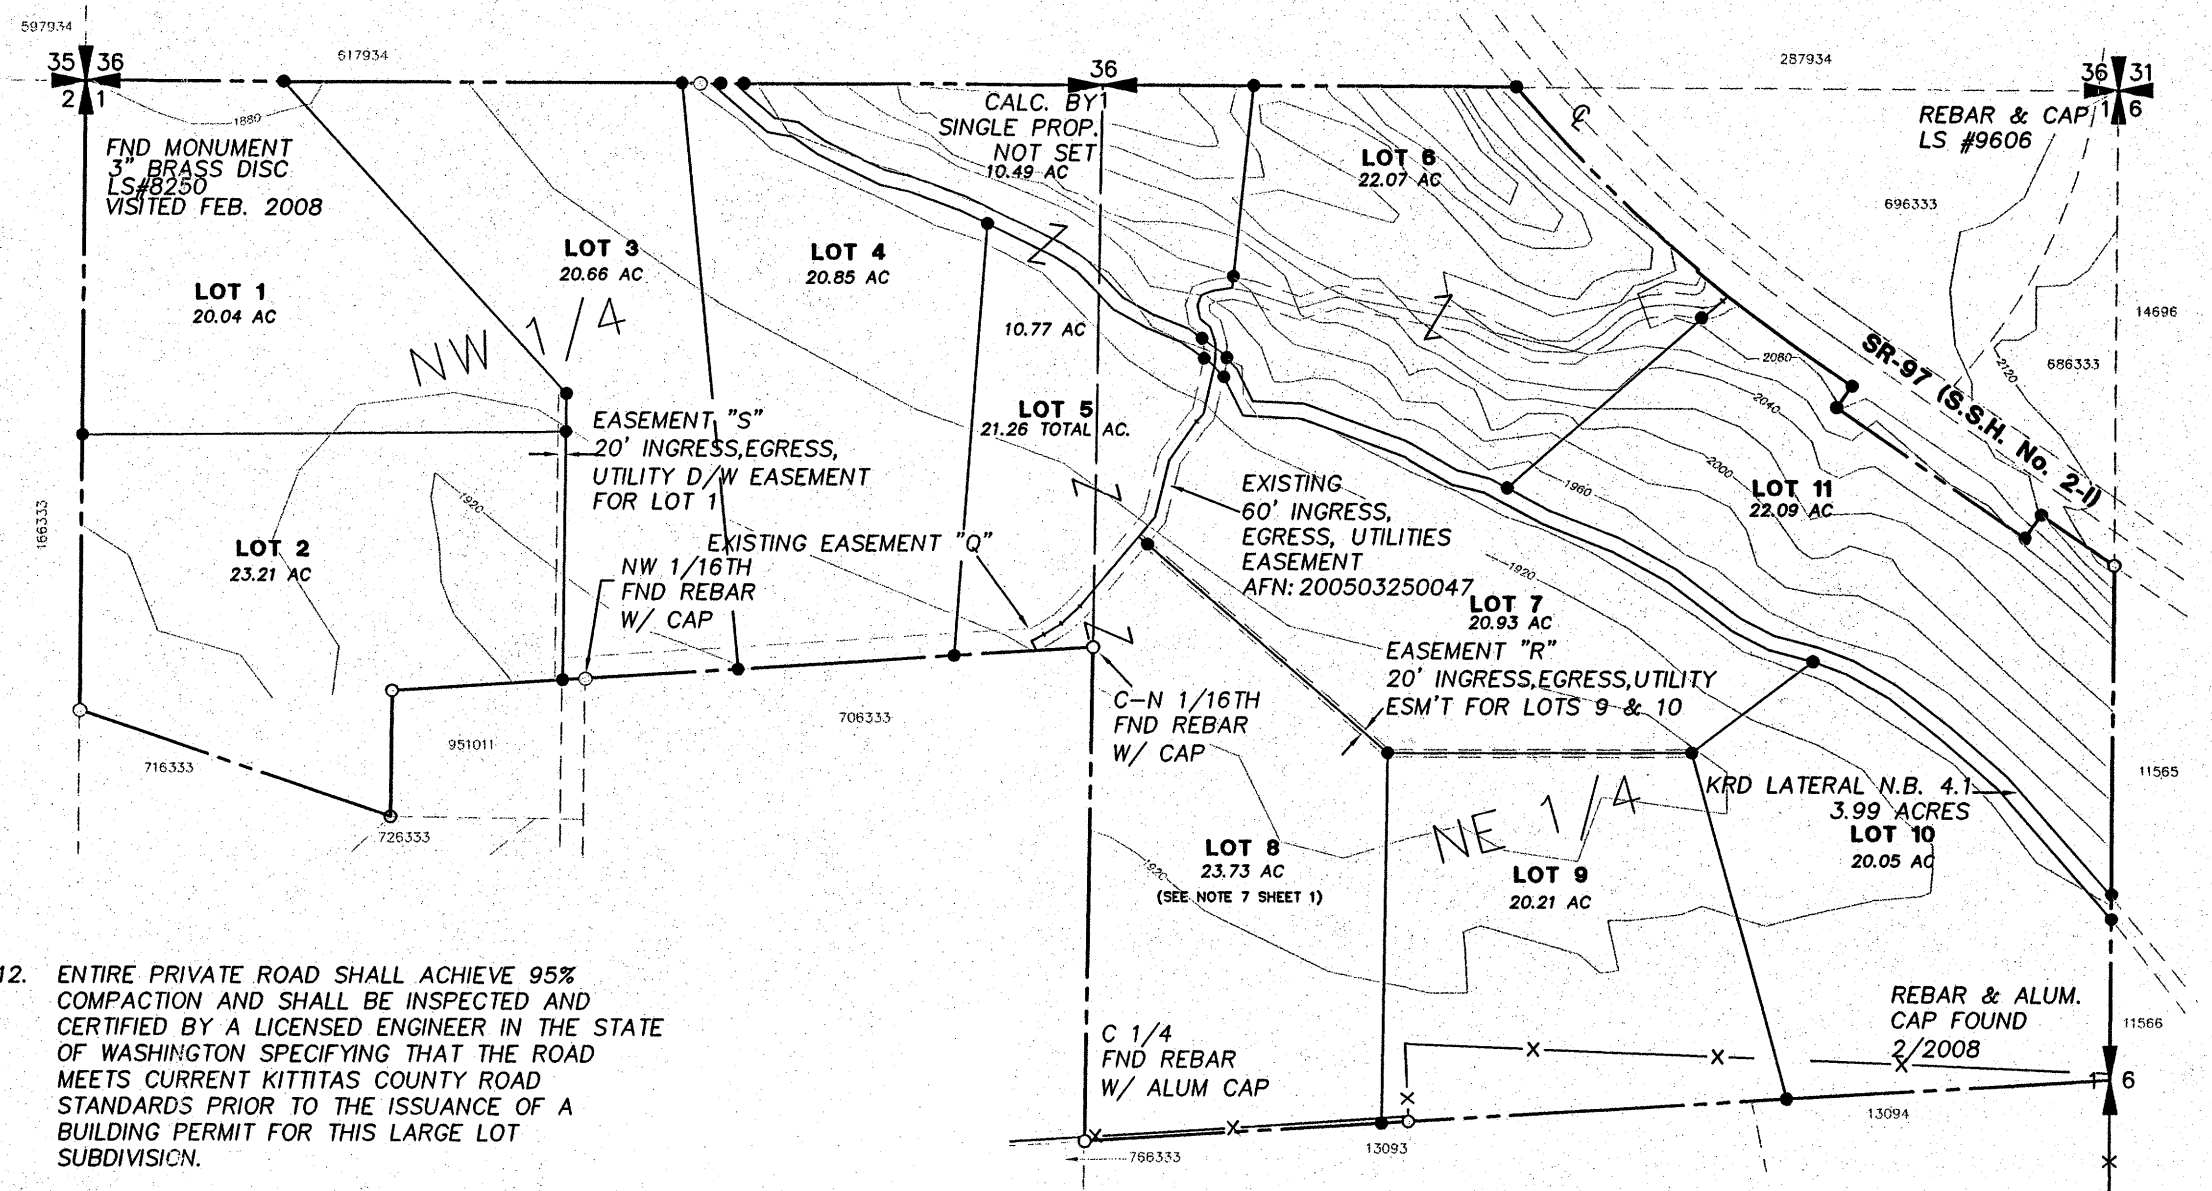 597934
617934
287934
35 36
2 1
36
1
36 31
1 6
1880
FND MONUMENT
3" BRASS DISC
LS#8250
VISITED FEB. 2008
CALC. BY
SINGLE PROP.
NOT SET
10.49 AC
℄
REBAR & CAP
LS #9606
LOT 6
22.07 AC
696333
LOT 1
20.04 AC
LOT 3
20.66 AC
LOT 4
20.85 AC
NW 1/4
10.77 AC
14696
686333
SR-97 (S.S.H. No. 2-I)
2120
2080
2040
2000
1960
1920
LOT 5
21.26 TOTAL AC.
EASEMENT "S"
20' INGRESS,EGRESS,
UTILITY D/W EASEMENT
FOR LOT 1
1920
166333
LOT 2
23.21 AC
EXISTING EASEMENT "Q"
NW 1/16TH
FND REBAR
W/ CAP
EXISTING
60' INGRESS,
EGRESS, UTILITIES
EASEMENT
AFN: 200503250047
LOT 11
22.09 AC
LOT 7
20.93 AC
EASEMENT "R"
20' INGRESS,EGRESS,UTILITY
ESM'T FOR LOTS 9 & 10
C-N 1/16TH
FND REBAR
W/ CAP
706333
951011
716333
726333
11565
KRD LATERAL N.B. 4.1
3.99 ACRES
LOT 10
20.05 AC
NE 1/4
LOT 8
23.73 AC
(SEE NOTE 7 SHEET 1)
1920
LOT 9
20.21 AC
12. ENTIRE PRIVATE ROAD SHALL ACHIEVE 95%
COMPACTION AND SHALL BE INSPECTED AND
CERTIFIED BY A LICENSED ENGINEER IN THE STATE
OF WASHINGTON SPECIFYING THAT THE ROAD
MEETS CURRENT KITTITAS COUNTY ROAD
STANDARDS PRIOR TO THE ISSUANCE OF A
BUILDING PERMIT FOR THIS LARGE LOT
SUBDIVISION.
C 1/4
FND REBAR
W/ ALUM CAP
REBAR & ALUM.
CAP FOUND
2/2008
11566
1 6
13094
13093
766333